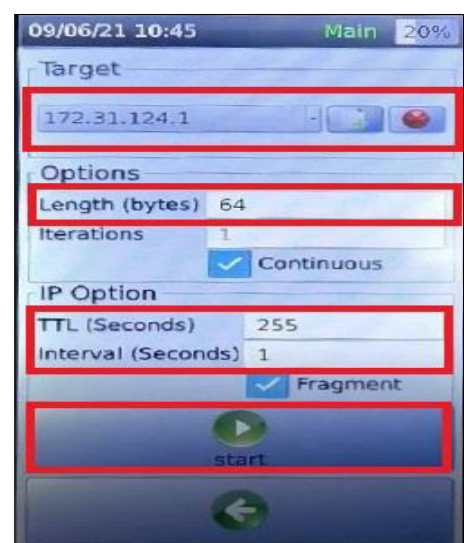 09/06/21 10:45 Main 20%
Target
172.31.124.1
Options
Length (bytes) 64
Iterations 1
Continuous
IP Option
TTL (Seconds) 255
Interval (Seconds) 1
Fragment
start